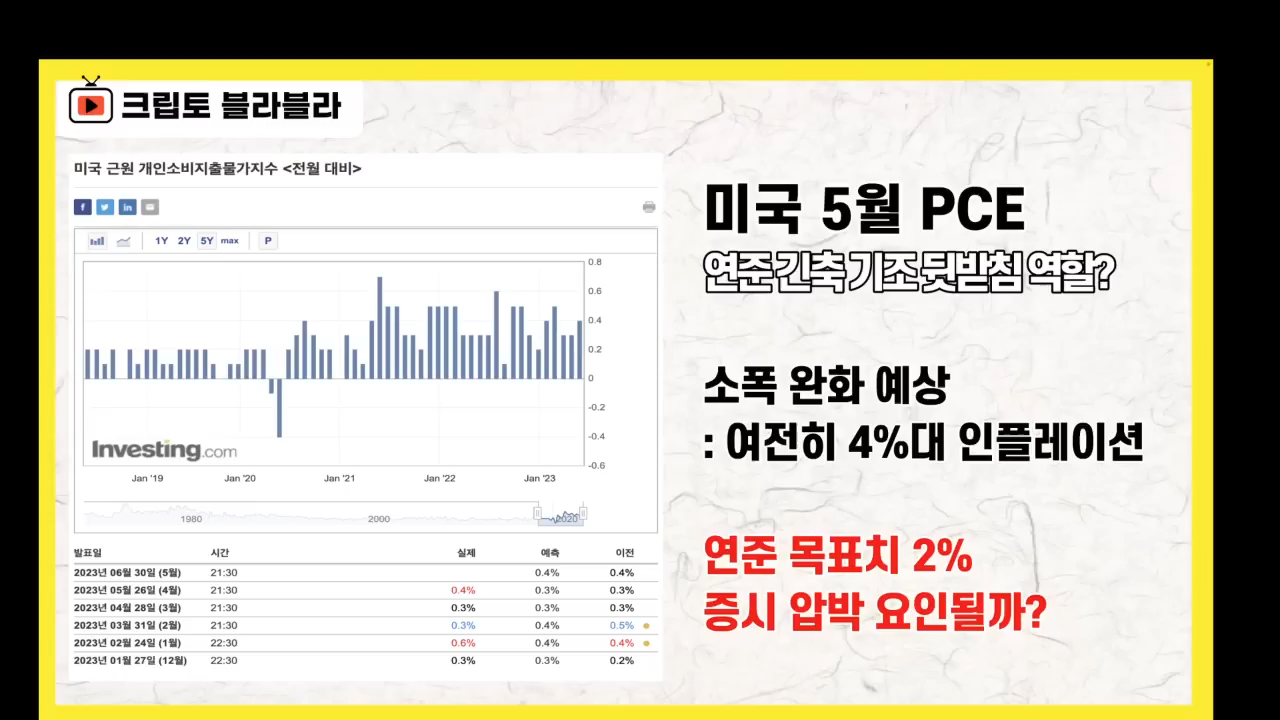 크립토 블라블라
미국 근원 개인소비지출물가지수 <전월 대비>
1Y 2Y 5Y max P
0.8
0.6
0.4
0.2
0
-0.2
-0.4
-0.6
Investing.com
Jan '19 Jan '20 Jan '21 Jan '22 Jan '23
1980 2000 2020
발표일 시간 실제 예측 이전
2023년 06월 30일 (5월) 21:30 0.4% 0.4%
2023년 05월 26일 (4월) 21:30 0.4% 0.3% 0.3%
2023년 04월 28일 (3월) 21:30 0.3% 0.3% 0.3%
2023년 03월 31일 (2월) 21:30 0.3% 0.4% 0.5%
2023년 02월 24일 (1월) 22:30 0.6% 0.4% 0.4%
2023년 01월 27일 (12월) 22:30 0.3% 0.3% 0.2%
미국 5월 PCE
연준 긴축 기조 뒷받침 역할?
소폭 완화 예상
: 여전히 4%대 인플레이션
연준 목표치 2%
증시 압박 요인될까?